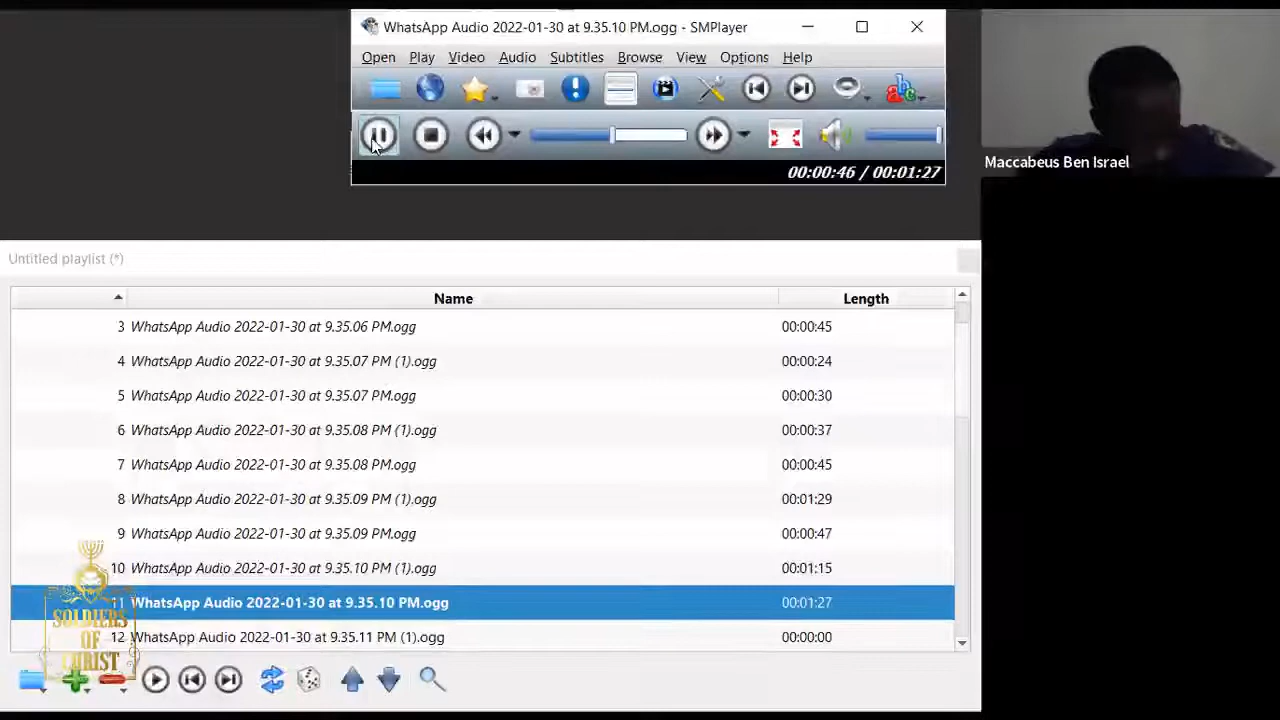 WhatsApp Audio 2022-01-30 at 9.35.10 PM.ogg - SMPlayer
Open Play Video Audio Subtitles Browse View Options Help
abc
00:00:46 / 00:01:27
Maccabeus Ben Israel
Untitled playlist (*)
Name Length
3 WhatsApp Audio 2022-01-30 at 9.35.06 PM.ogg 00:00:45
4 WhatsApp Audio 2022-01-30 at 9.35.07 PM (1).ogg 00:00:24
5 WhatsApp Audio 2022-01-30 at 9.35.07 PM.ogg 00:00:30
6 WhatsApp Audio 2022-01-30 at 9.35.08 PM (1).ogg 00:00:37
7 WhatsApp Audio 2022-01-30 at 9.35.08 PM.ogg 00:00:45
8 WhatsApp Audio 2022-01-30 at 9.35.09 PM (1).ogg 00:01:29
9 WhatsApp Audio 2022-01-30 at 9.35.09 PM.ogg 00:00:47
10 WhatsApp Audio 2022-01-30 at 9.35.10 PM (1).ogg 00:01:15
11 WhatsApp Audio 2022-01-30 at 9.35.10 PM.ogg 00:01:27
12 WhatsApp Audio 2022-01-30 at 9.35.11 PM (1).ogg 00:00:00
SOLDIERS
OF
CHRIST